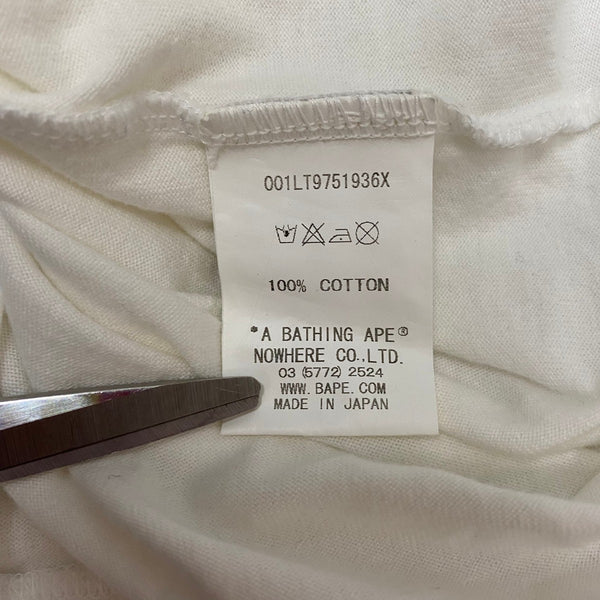 001LT9751936X
100% COTTON
*A BATHING APE®
NOWHERE CO.,LTD.
03 (5772) 2524
WWW. BAPE. COM
MADE IN JAPAN